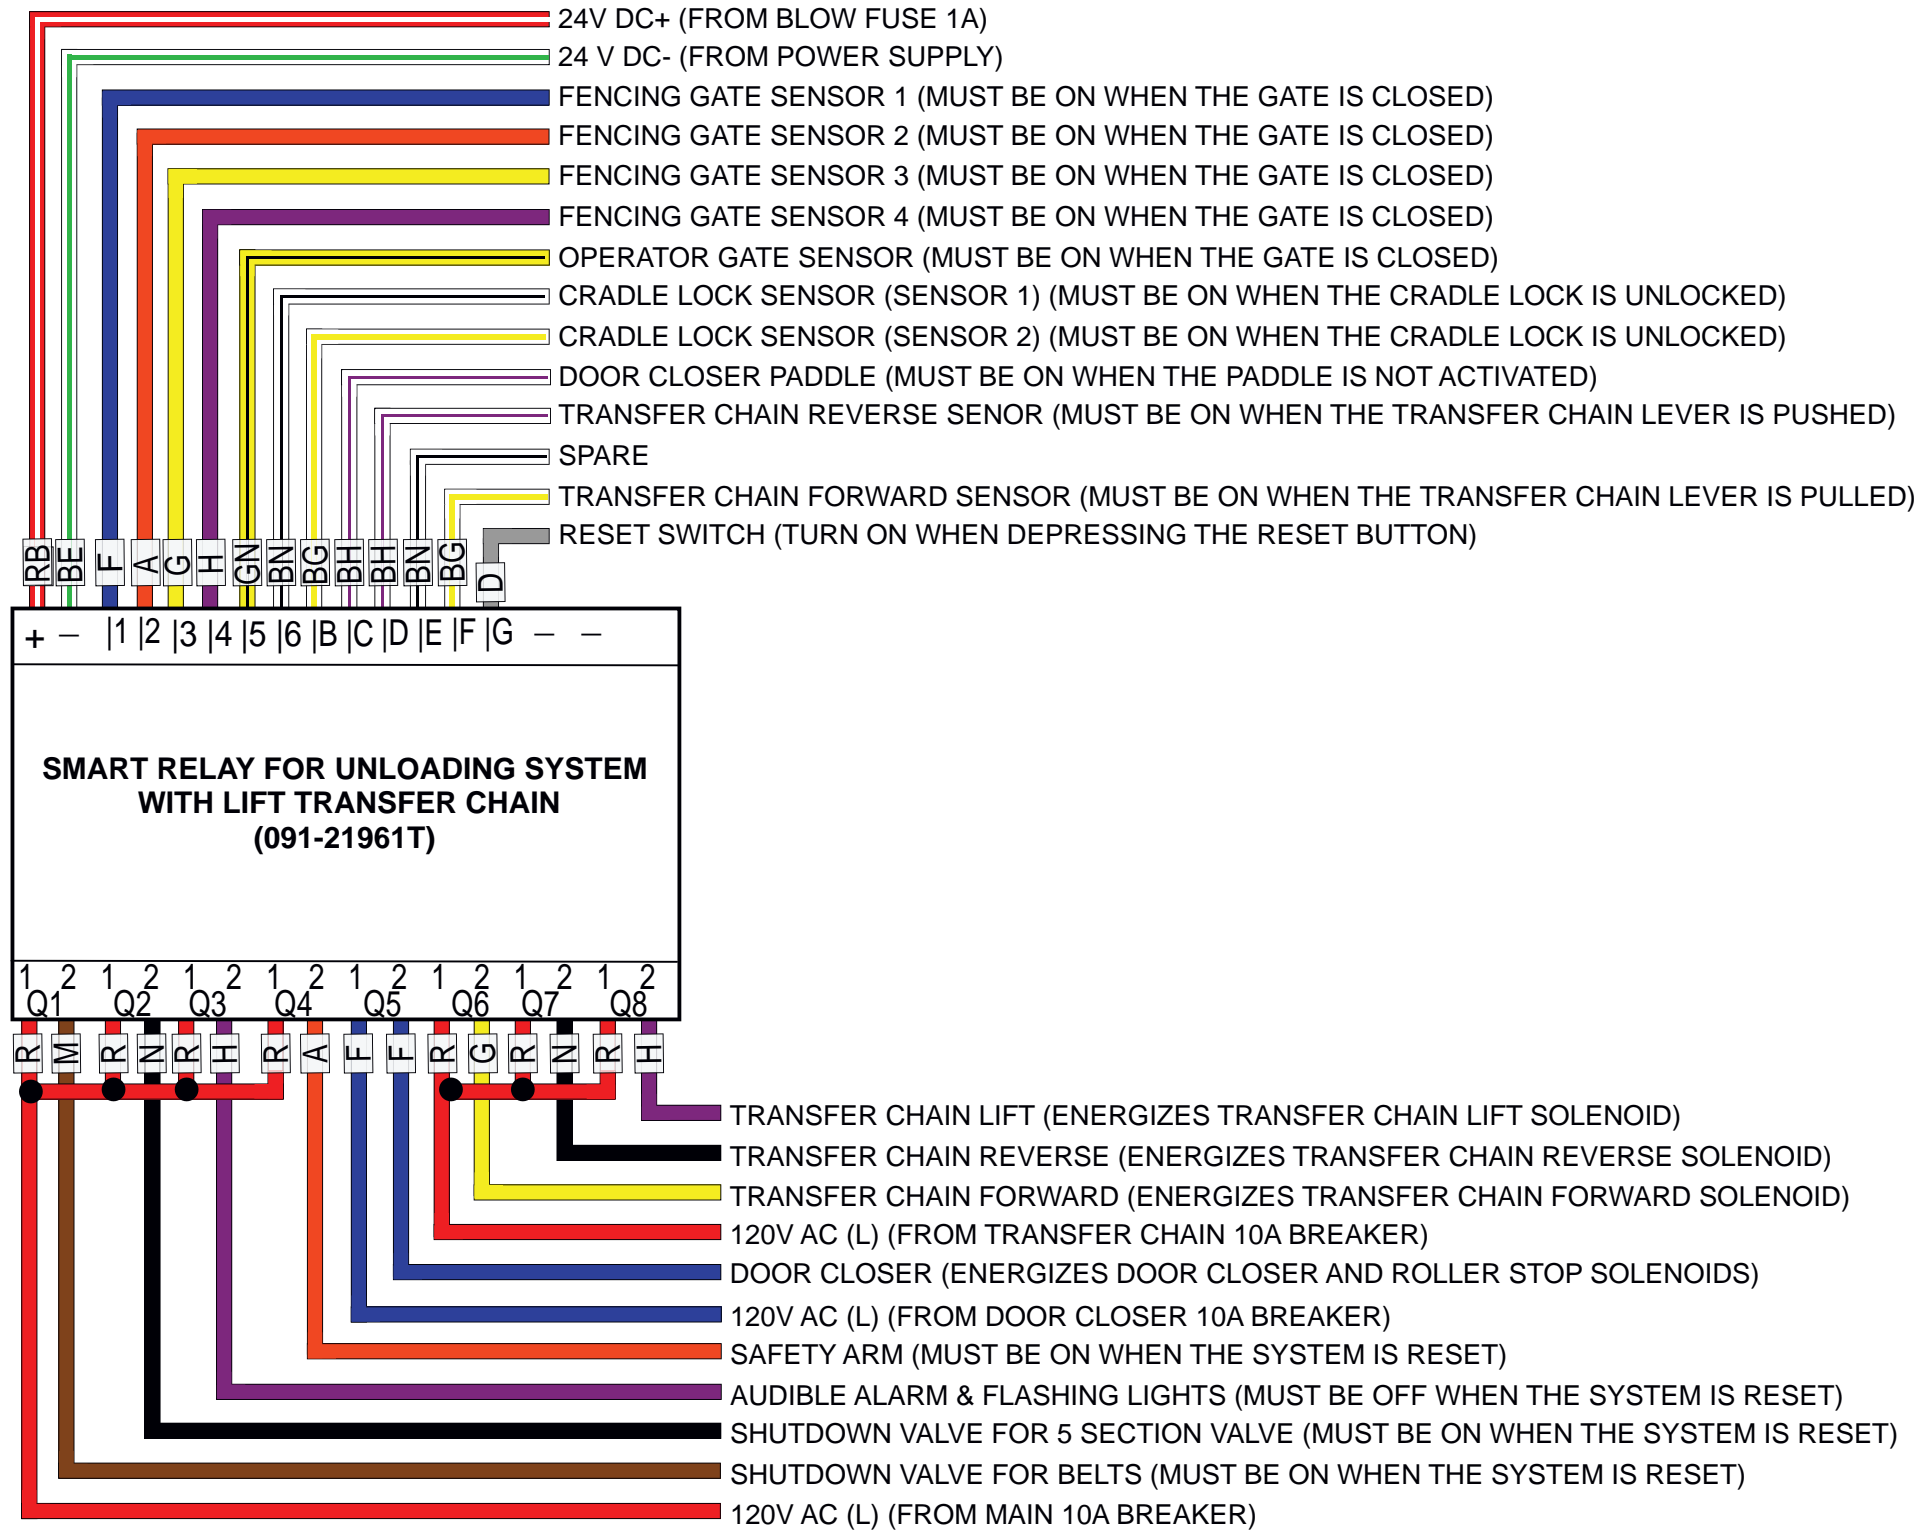 24V DC+ (FROM BLOW FUSE 1A)
24 V DC- (FROM POWER SUPPLY)
FENCING GATE SENSOR 1 (MUST BE ON WHEN THE GATE IS CLOSED)
FENCING GATE SENSOR 2 (MUST BE ON WHEN THE GATE IS CLOSED)
FENCING GATE SENSOR 3 (MUST BE ON WHEN THE GATE IS CLOSED)
FENCING GATE SENSOR 4 (MUST BE ON WHEN THE GATE IS CLOSED)
OPERATOR GATE SENSOR (MUST BE ON WHEN THE GATE IS CLOSED)
CRADLE LOCK SENSOR (SENSOR 1) (MUST BE ON WHEN THE CRADLE LOCK IS UNLOCKED)
CRADLE LOCK SENSOR (SENSOR 2) (MUST BE ON WHEN THE CRADLE LOCK IS UNLOCKED)
DOOR CLOSER PADDLE (MUST BE ON WHEN THE PADDLE IS NOT ACTIVATED)
TRANSFER CHAIN REVERSE SENOR (MUST BE ON WHEN THE TRANSFER CHAIN LEVER IS PUSHED)
SPARE
TRANSFER CHAIN FORWARD SENSOR (MUST BE ON WHEN THE TRANSFER CHAIN LEVER IS PULLED)
RESET SWITCH (TURN ON WHEN DEPRESSING THE RESET BUTTON)
RB BE F A G H GN BN BG BH BH BN BG D
+ – |1 |2 |3 |4 |5 |6 |B |C |D |E |F |G – –
SMART RELAY FOR UNLOADING SYSTEM
WITH LIFT TRANSFER CHAIN
(091-21961T)
1 2 1 2 1 2 1 2 1 2 1 2 1 2 1 2
Q1 Q2 Q3 Q4 Q5 Q6 Q7 Q8
R M R N R H R A F F R G R N R H
TRANSFER CHAIN LIFT (ENERGIZES TRANSFER CHAIN LIFT SOLENOID)
TRANSFER CHAIN REVERSE (ENERGIZES TRANSFER CHAIN REVERSE SOLENOID)
TRANSFER CHAIN FORWARD (ENERGIZES TRANSFER CHAIN FORWARD SOLENOID)
120V AC (L) (FROM TRANSFER CHAIN 10A BREAKER)
DOOR CLOSER (ENERGIZES DOOR CLOSER AND ROLLER STOP SOLENOIDS)
120V AC (L) (FROM DOOR CLOSER 10A BREAKER)
SAFETY ARM (MUST BE ON WHEN THE SYSTEM IS RESET)
AUDIBLE ALARM & FLASHING LIGHTS (MUST BE OFF WHEN THE SYSTEM IS RESET)
SHUTDOWN VALVE FOR 5 SECTION VALVE (MUST BE ON WHEN THE SYSTEM IS RESET)
SHUTDOWN VALVE FOR BELTS (MUST BE ON WHEN THE SYSTEM IS RESET)
120V AC (L) (FROM MAIN 10A BREAKER)